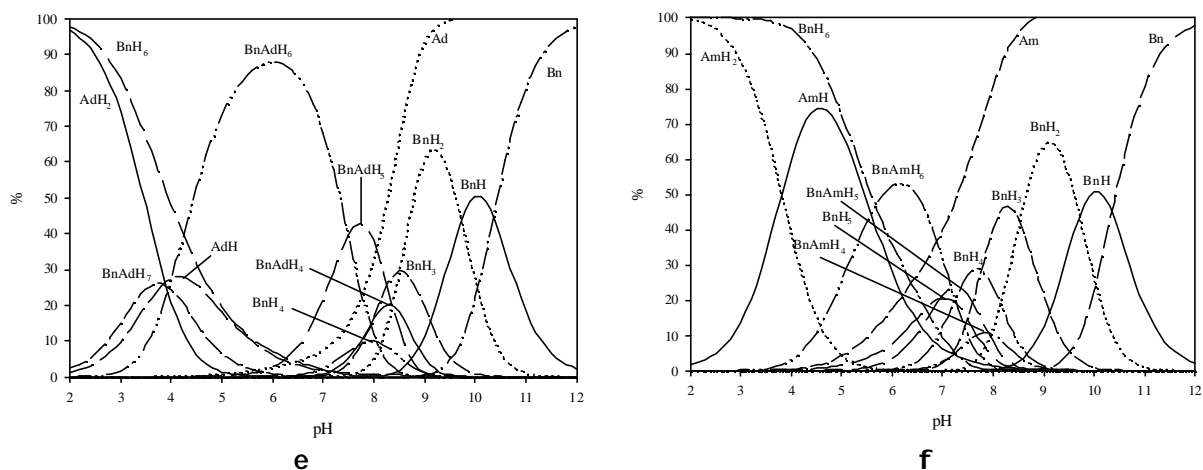 100
90
80
70
60
50
40
30
20
10
0
%
2 3 4 5 6 7 8 9 10 11 12
pH
BnH6
AdH2
BnAdH6
Ad
Bn
BnH2
BnAdH5
BnH
AdH
BnAdH7
BnAdH4
BnH3
BnH4
e
100
90
80
70
60
50
40
30
20
10
0
%
2 3 4 5 6 7 8 9 10 11 12
pH
BnH6
AmH2
Am
Bn
AmH
BnH2
BnAmH6
BnH
BnAmH5
BnH3
BnH5
BnAmH4
BnH4
f